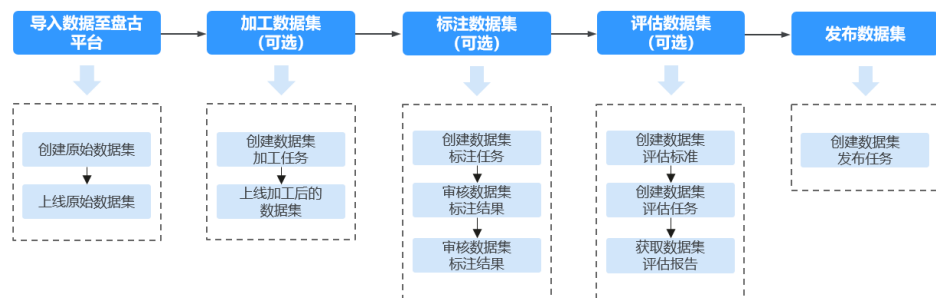 导入数据至盘古
平台
加工数据集
(可选)
标注数据集
(可选)
评估数据集
(可选)
发布数据集
创建原始数据集
上线原始数据集
创建数据集
加工任务
上线加工后的
数据集
创建数据集
标注任务
审核数据集
标注结果
审核数据集
标注结果
创建数据集
评估标准
创建数据集
评估任务
获取数据集
评估报告
创建数据集
发布任务